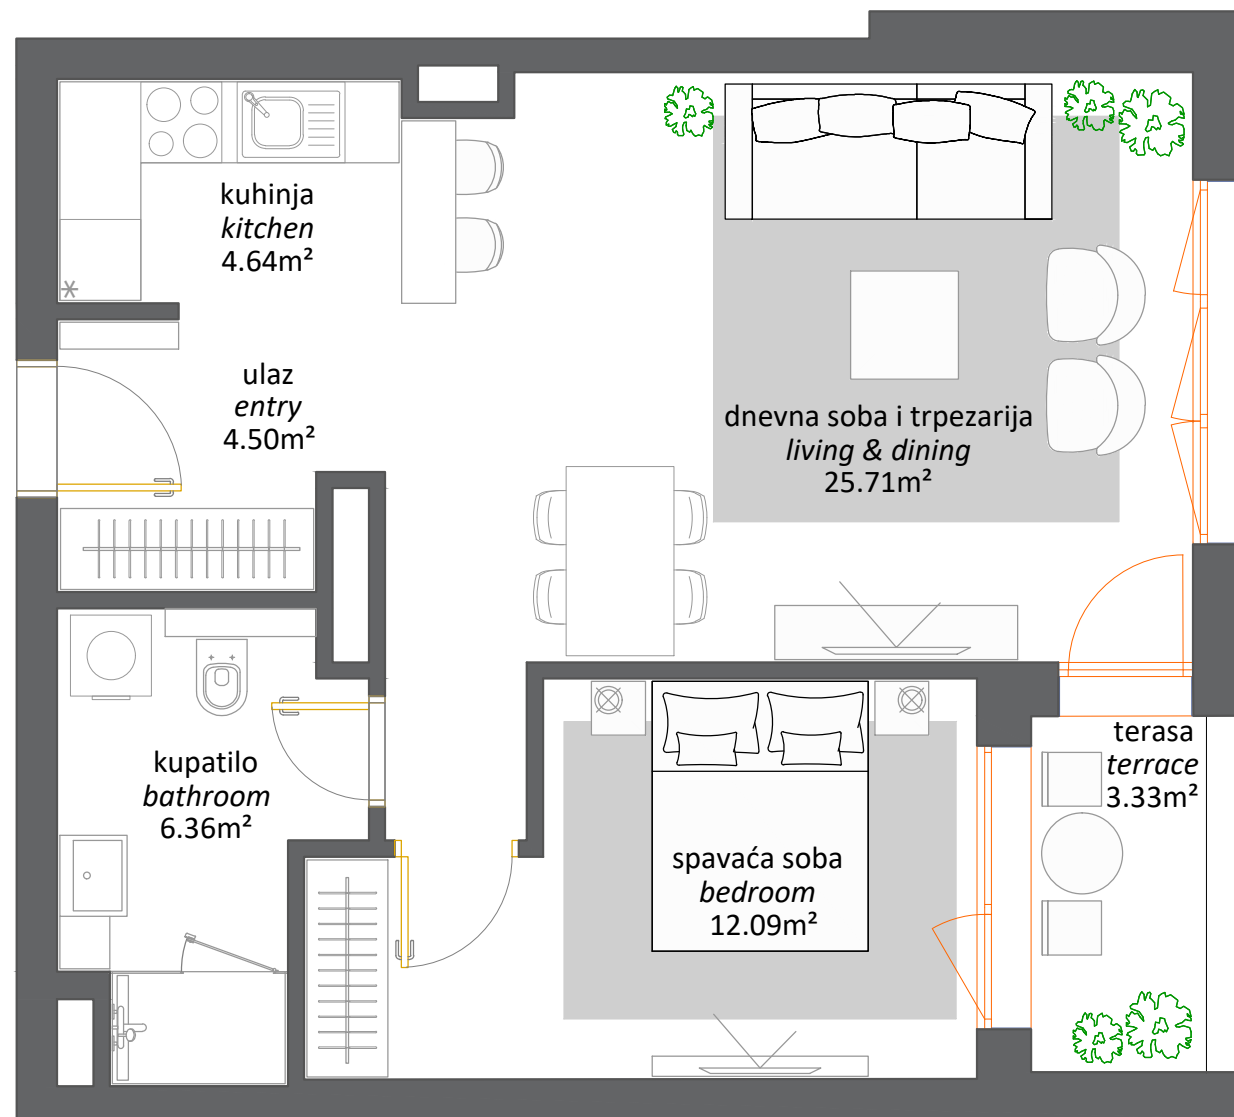 kuhinja
kitchen
4.64m²
ulaz
entry
4.50m²
dnevna soba i trpezarija
living & dining
25.71m²
kupatilo
bathroom
6.36m²
spavaća soba
bedroom
12.09m²
terasa
terrace
3.33m²